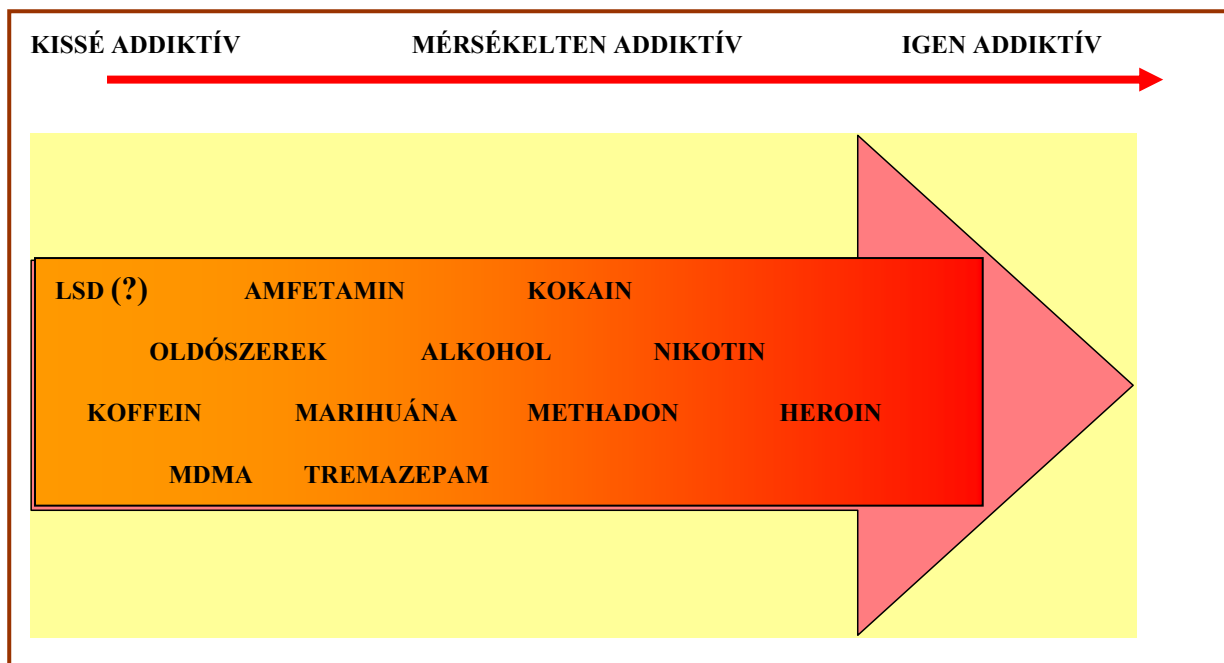 KISSÉ ADDIKTÍV MÉRSÉKELTEN ADDIKTÍV IGEN ADDIKTÍV
LSD (?) AMFETAMIN KOKAIN
OLDÓSZEREK ALKOHOL NIKOTIN
KOFFEIN MARIHUÁNA METHADON HEROIN
MDMA TREMAZEPAM